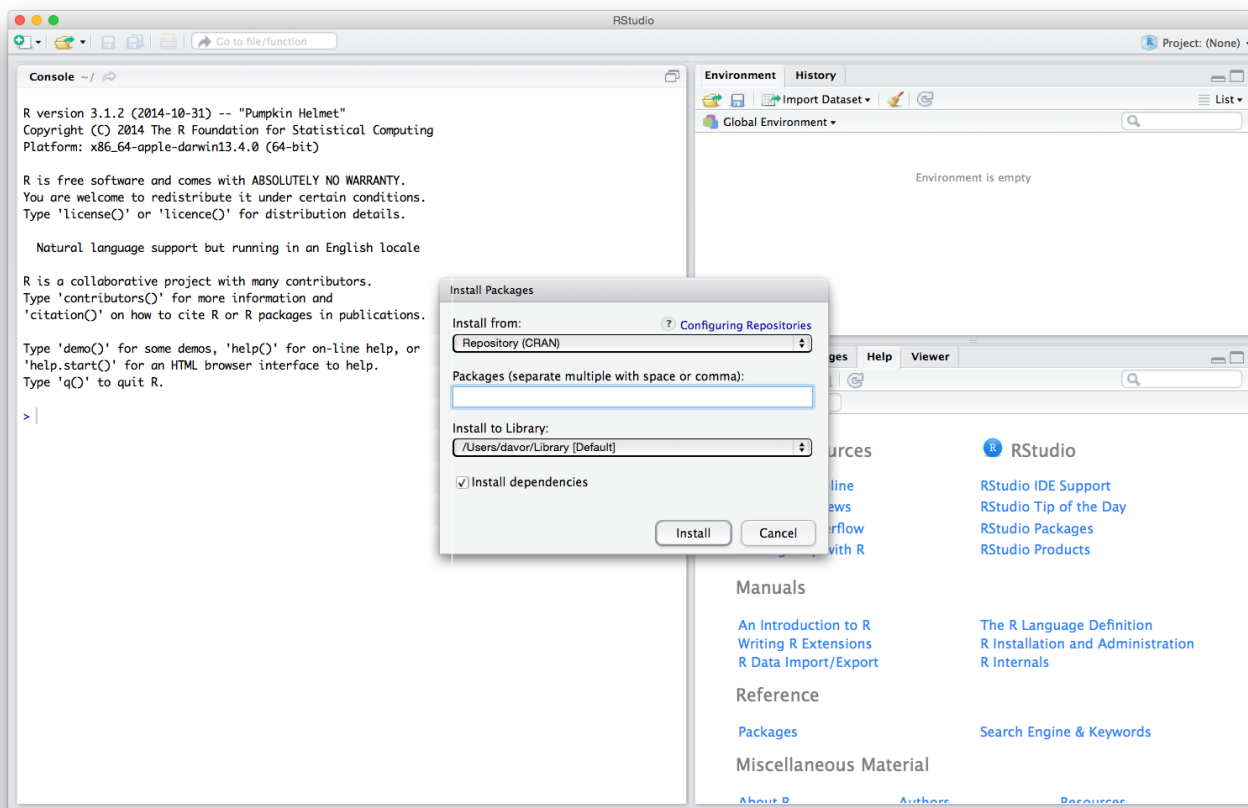 RStudio
Go to file/function
Project: (None)
Console ~/
R version 3.1.2 (2014-10-31) -- "Pumpkin Helmet"
Copyright (C) 2014 The R Foundation for Statistical Computing
Platform: x86_64-apple-darwin13.4.0 (64-bit)
R is free software and comes with ABSOLUTELY NO WARRANTY.
You are welcome to redistribute it under certain conditions.
Type 'license()' or 'licence()' for distribution details.
Natural language support but running in an English locale
R is a collaborative project with many contributors.
Type 'contributors()' for more information and
'citation()' on how to cite R or R packages in publications.
Type 'demo()' for some demos, 'help()' for on-line help, or
'help.start()' for an HTML browser interface to help.
Type 'q()' to quit R.
>
Environment History
Import Dataset
List
Global Environment
Environment is empty
Install Packages
Install from:
? Configuring Repositories
Repository (CRAN)
Packages (separate multiple with space or comma):
Install to Library:
/Users/davor/Library [Default]
Install dependencies
Install Cancel
ges Help Viewer
urces
R RStudio
line
RStudio IDE Support
ews
RStudio Tip of the Day
rflow
RStudio Packages
with R
RStudio Products
Manuals
An Introduction to R
The R Language Definition
Writing R Extensions
R Installation and Administration
R Data Import/Export
R Internals
Reference
Packages
Search Engine & Keywords
Miscellaneous Material
About R Authors Resources